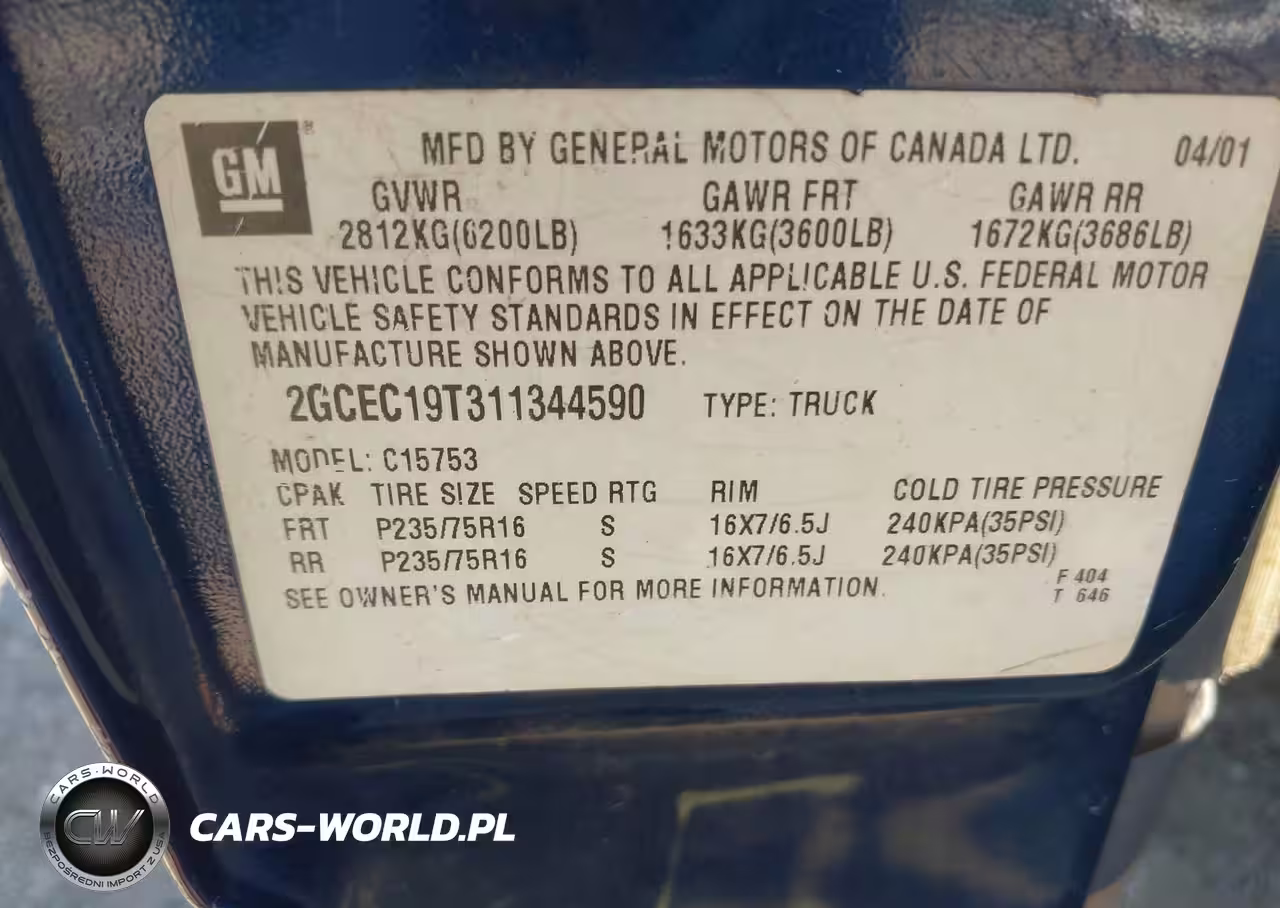 GM ®
MFD BY GENERAL MOTORS OF CANADA LTD. 04/01
GVWR GAWR FRT GAWR RR
2812KG(6200LB) 1633KG(3600LB) 1672KG(3686LB)
THIS VEHICLE CONFORMS TO ALL APPLICABLE U.S. FEDERAL MOTOR
VEHICLE SAFETY STANDARDS IN EFFECT ON THE DATE OF
MANUFACTURE SHOWN ABOVE.
2GCEC19T311344590 TYPE: TRUCK
MODEL: C15753
CPAK TIRE SIZE SPEED RTG RIM COLD TIRE PRESSURE
FRT P235/75R16 S 16X7/6.5J 240KPA(35PSI)
RR P235/75R16 S 16X7/6.5J 240KPA(35PSI)
SEE OWNER'S MANUAL FOR MORE INFORMATION.
F 404
T 646
CARS-WORLD
CW
BEZPOŚREDNI IMPORT Z USA
CARS-WORLD.PL